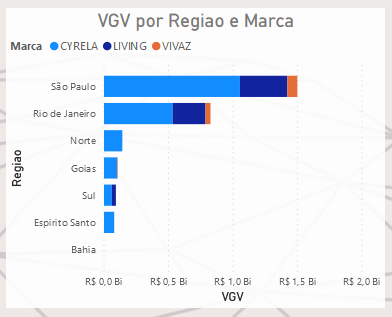 VGV por Regiao e Marca
Marca CYRELA LIVING VIVAZ
São Paulo
Rio de Janeiro
Norte
Goias
Sul
Espirito Santo
Bahia
Regiao
R$ 0,0 Bi R$ 0,5 Bi R$ 1,0 Bi R$ 1,5 Bi R$ 2,0 Bi
VGV